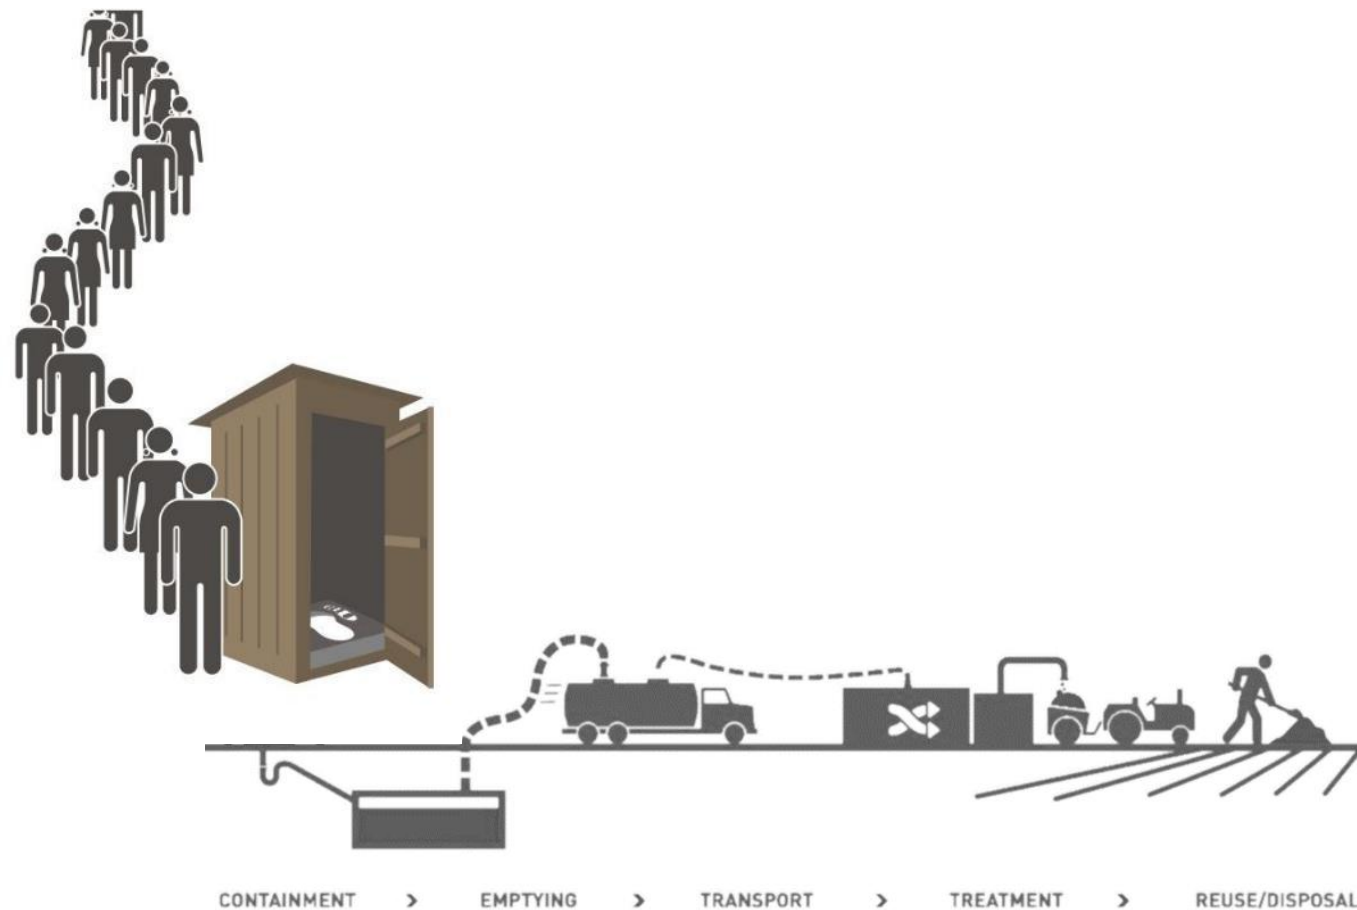 CONTAINMENT > EMPTYING > TRANSPORT > TREATMENT > REUSE/DISPOSAL